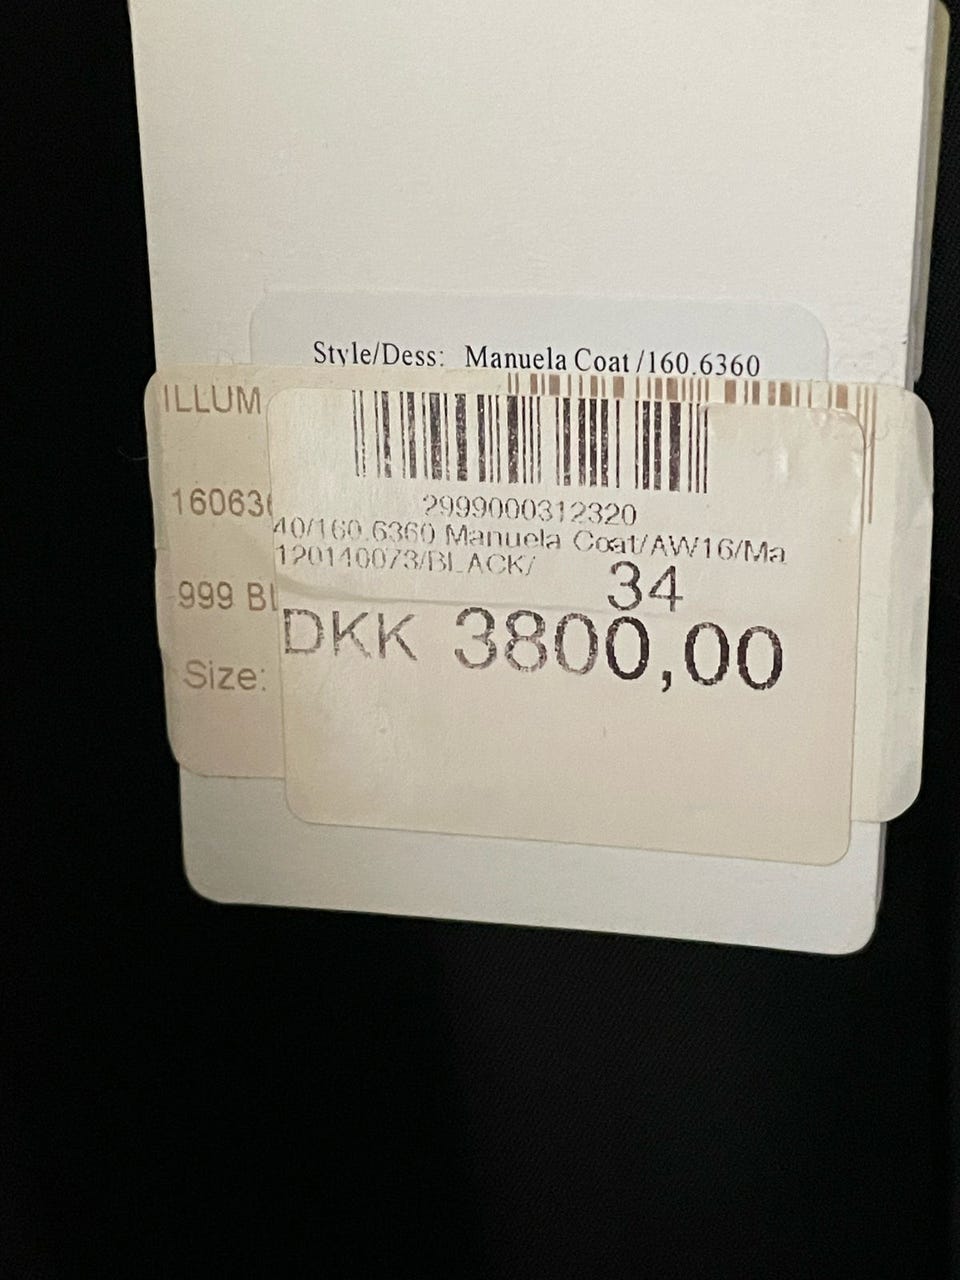 Style/Dess: Manuela Coat /160.6360
ILLUM
2999000312320
16063
40/160.6360 Manuela Coat/AW16/Ma
120140073/BLACK/
34
999 BL
DKK 3800,00
Size: